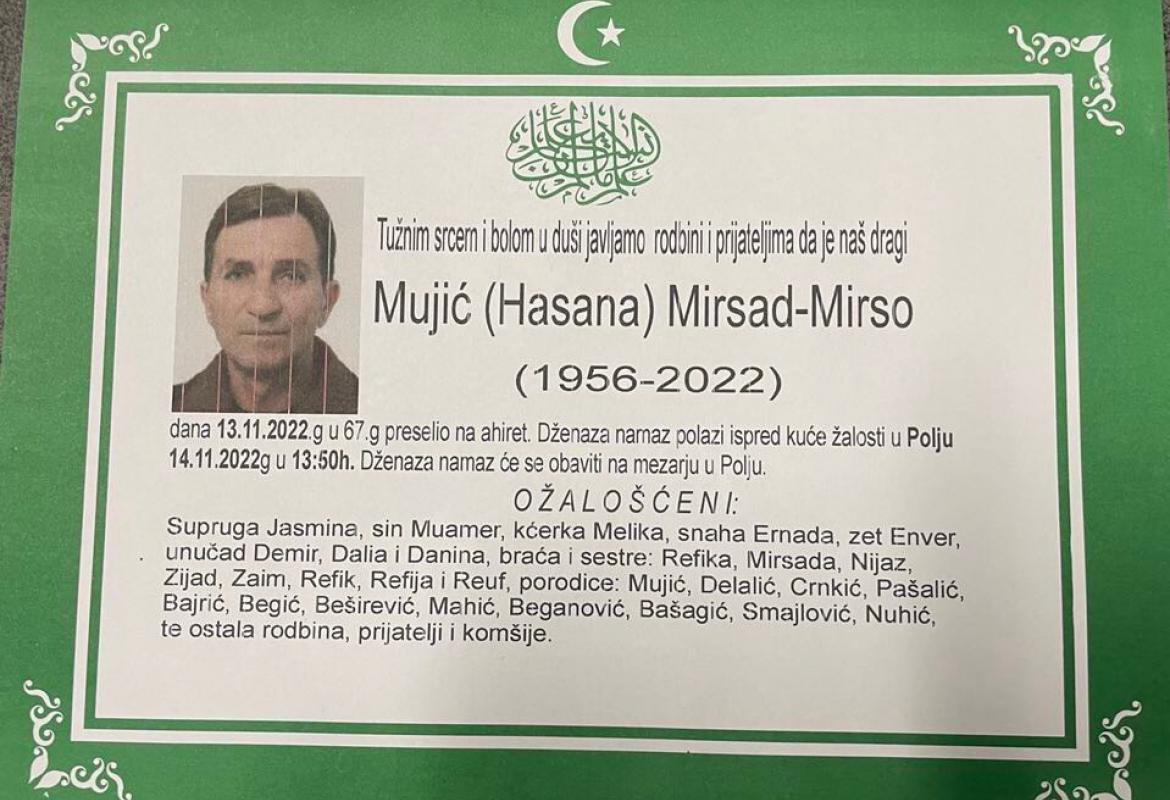 Tužnim srcem i bolom u duši javljamo rodbini i prijateljima da je naš dragi
Mujić (Hasana) Mirsad-Mirso
(1956-2022)
dana 13.11.2022.g u 67.g preselio na ahiret. Dženaza namaz polazi ispred kuće žalosti u Polju
14.11.2022g u 13:50h. Dženaza namaz će se obaviti na mezarju u Polju.
OŽALOŠĆENI:
Supruga Jasmina, sin Muamer, kćerka Melika, snaha Ernada, zet Enver,
unučad Demir, Dalia i Danina, braća i sestre: Refika, Mirsada, Nijaz,
Zijad, Zaim, Refik, Refija i Reuf, porodice: Mujić, Delalić, Crnkić, Pašalić,
Bajrić, Begić, Beširević, Mahić, Beganović, Bašagić, Smajlović, Nuhić,
te ostala rodbina, prijatelji i komšije.